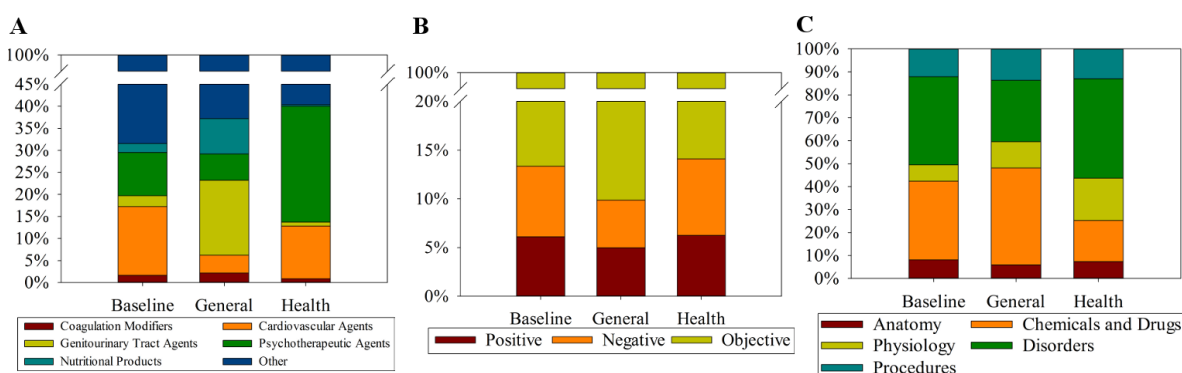 A
100%
45%
40%
35%
30%
25%
20%
15%
10%
5%
0%
Baseline General Health
Coagulation Modifiers Cardiovascular Agents
Genitourinary Tract Agents Psychotherapeutic Agents
Nutritional Products Other
B
100%
20%
15%
10%
5%
0%
Baseline General Health
Positive Negative Objective
C
100%
90%
80%
70%
60%
50%
40%
30%
20%
10%
0%
Baseline General Health
Anatomy Chemicals and Drugs
Physiology Disorders
Procedures